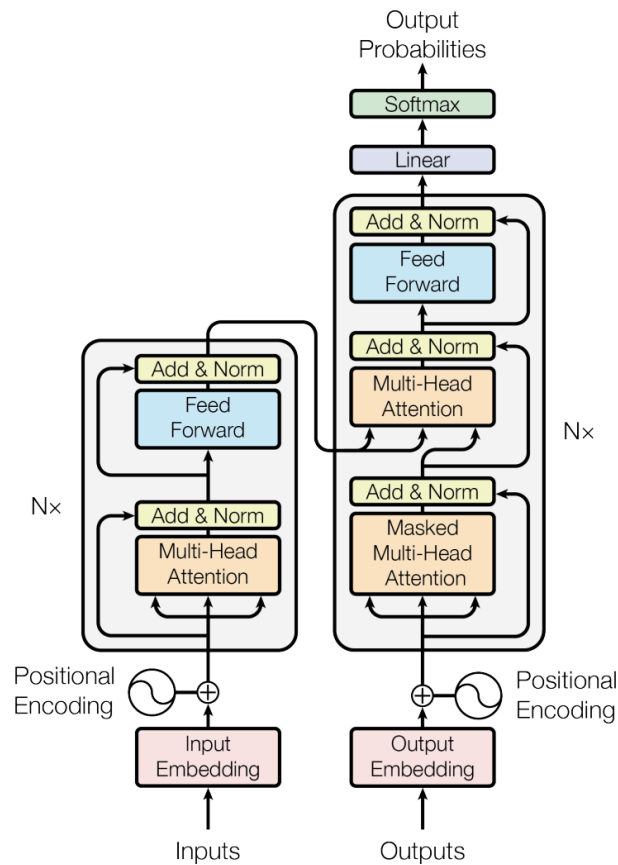 Output
Probabilities
Softmax
Linear
Add & Norm
Feed
Forward
Add & Norm
Multi-Head
Attention
Add & Norm
Masked
Multi-Head
Attention
N×
Add & Norm
Feed
Forward
Add & Norm
Multi-Head
Attention
N×
Positional
Encoding
Positional
Encoding
Input
Embedding
Output
Embedding
Inputs
Outputs